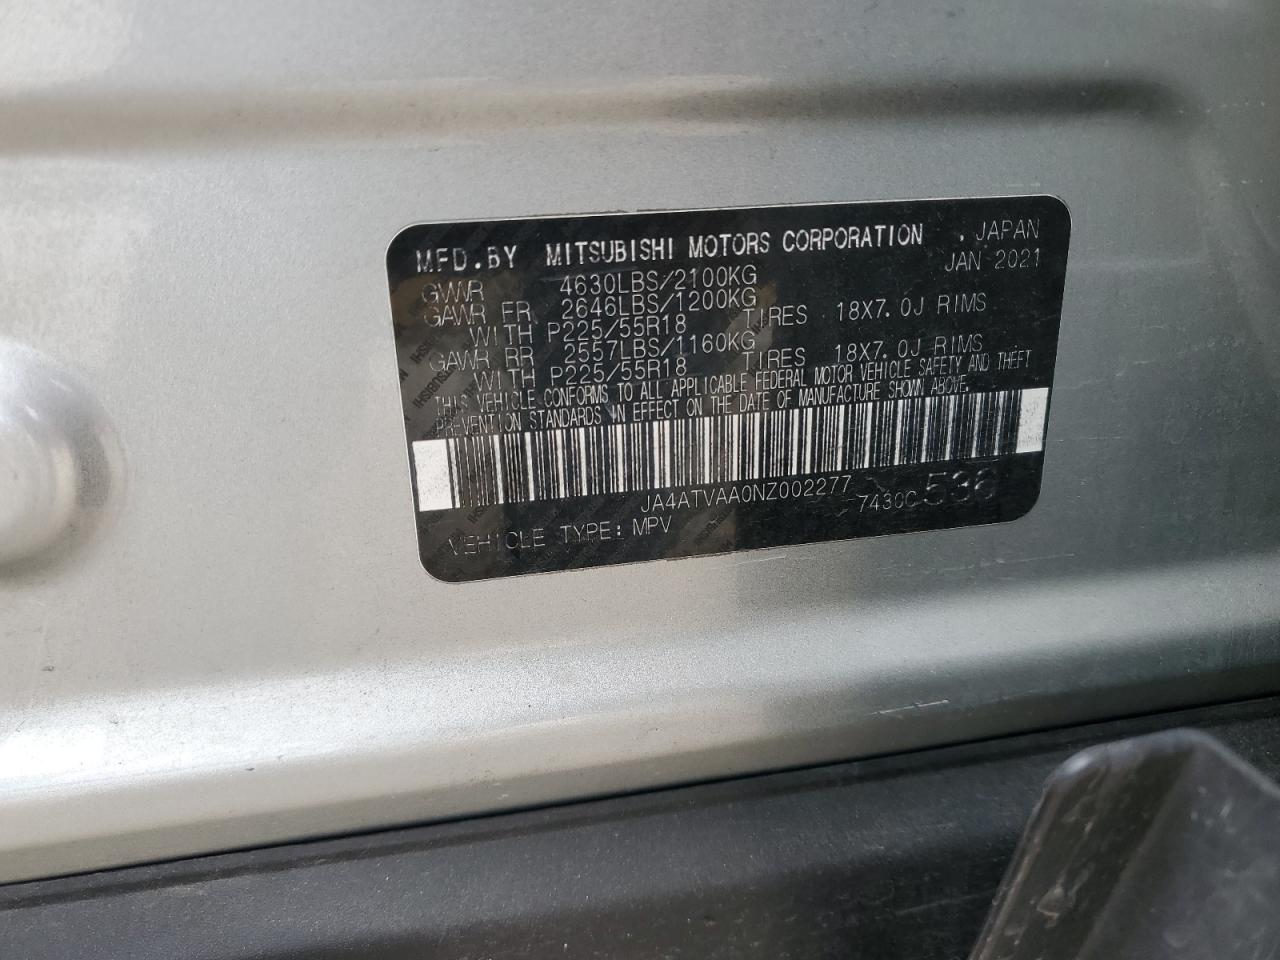 MFD.BY MITSUBISHI MOTORS CORPORATION , JAPAN
JAN 2021
GVWR 4630LBS/2100KG
GAWR FR 2646LBS/1200KG
WITH P225/55R18 TIRES 18X7.0J RIMS
GAWR RR 2557LBS/1160KG
WITH P225/55R18 TIRES 18X7.0J RIMS
THIS VEHICLE CONFORMS TO ALL APPLICABLE FEDERAL MOTOR VEHICLE SAFETY AND THEFT
PREVENTION STANDARDS IN EFFECT ON THE DATE OF MANUFACTURE SHOWN ABOVE.
JA4ATVAA0NZ002277
7430C 536
VEHICLE TYPE: MPV